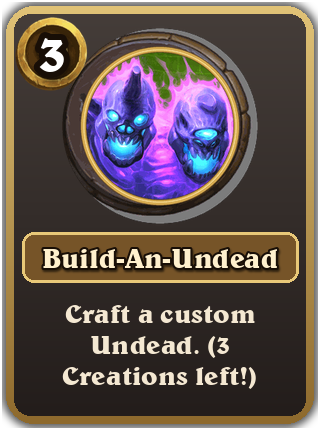 3
Build-An-Undead
Craft a custom
Undead. (3
Creations left!)